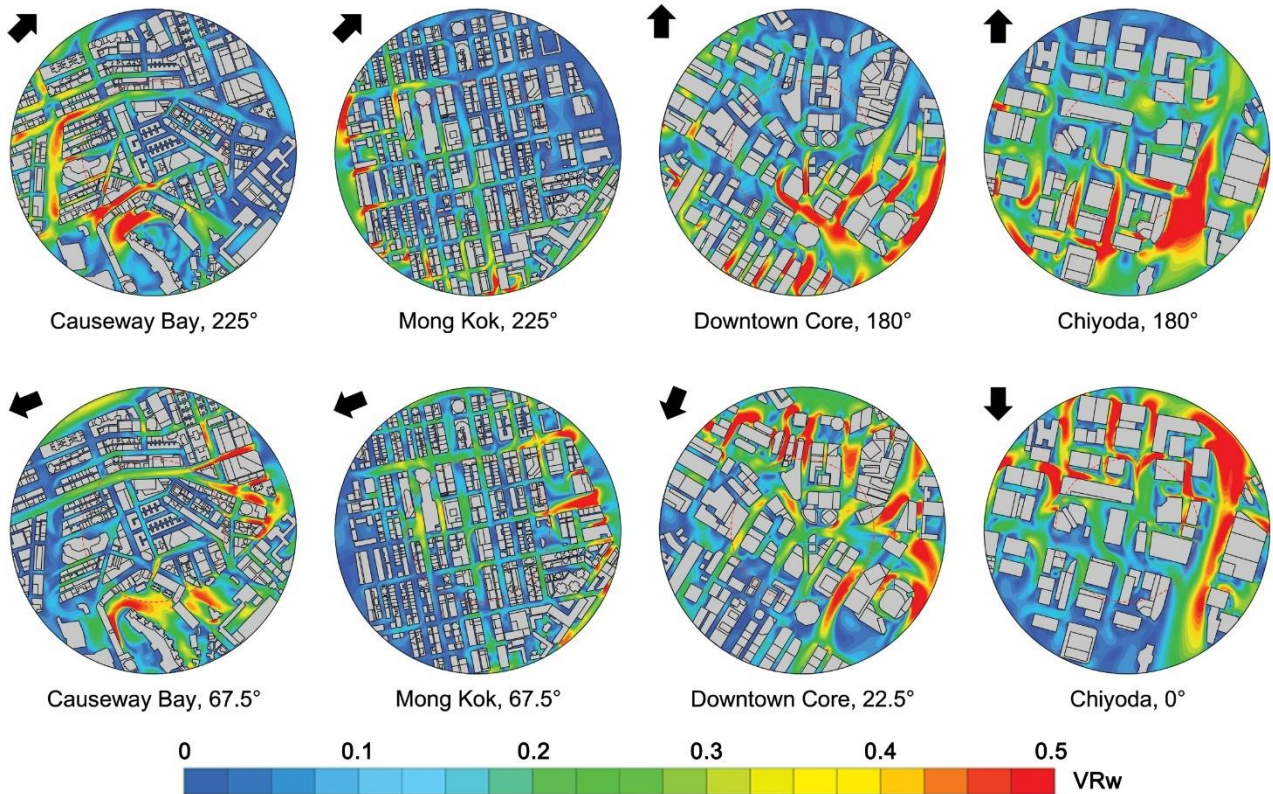 Causeway Bay, 225° Mong Kok, 225° Downtown Core, 180° Chiyoda, 180°
Causeway Bay, 67.5° Mong Kok, 67.5° Downtown Core, 22.5° Chiyoda, 0°
0 0.1 0.2 0.3 0.4 0.5
VRw